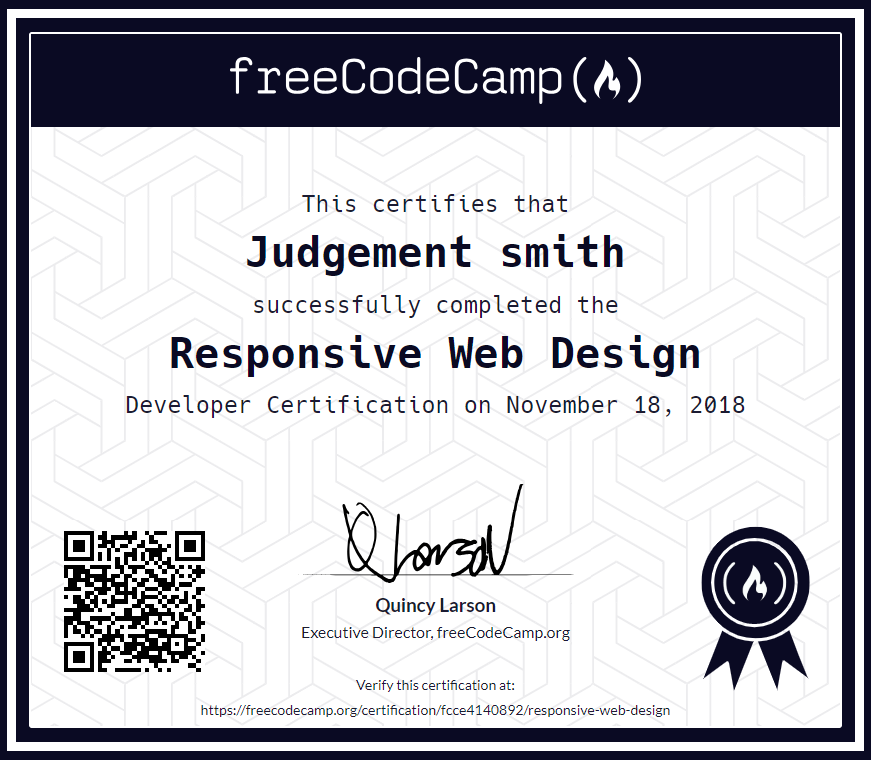 freeCodeCamp
This certifies that
Judgement smith
successfully completed the
Responsive Web Design
Developer Certification on November 18, 2018
Quincy Larson
Executive Director, freeCodeCamp.org
Verify this certification at:
https://freecodecamp.org/certification/fcce4140892/responsive-web-design